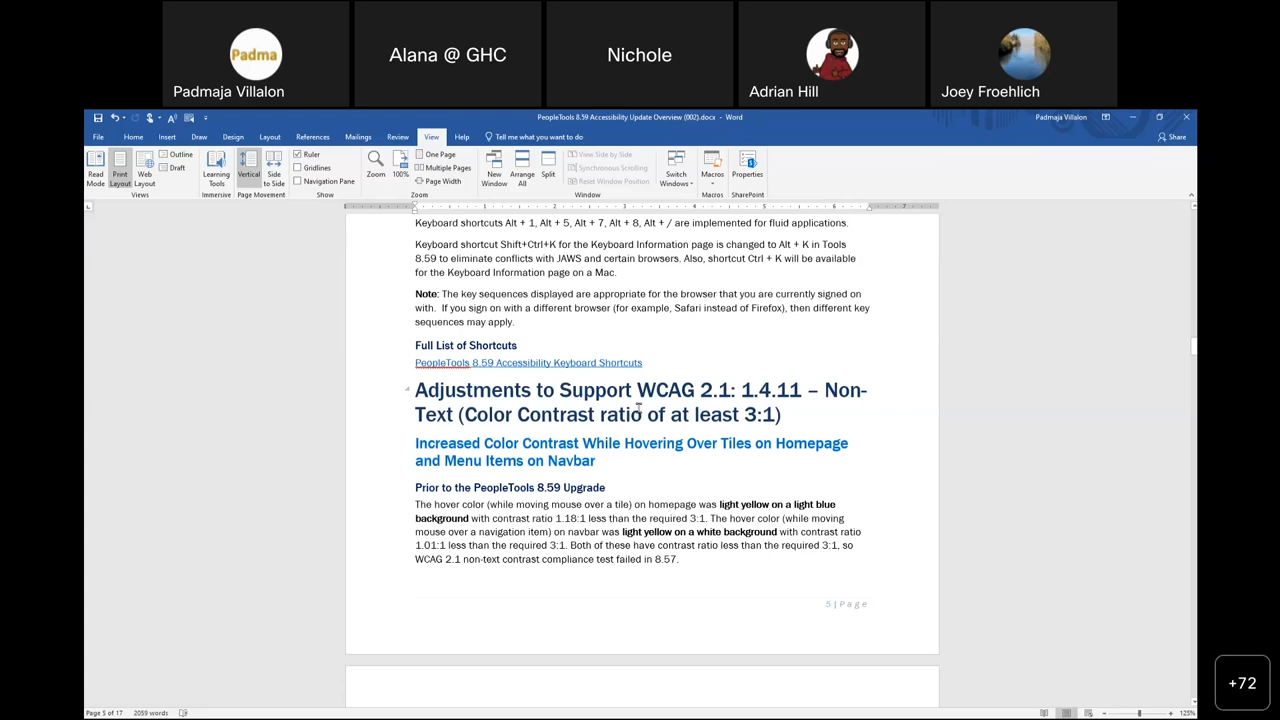 Padma
Padmaja Villalon
Alana @ GHC
Nichole
Adrian Hill
Joey Froehlich
PeopleTools 8.59 Accessibility Update Overview (002).docx - Word
Padmaja Villalon
File Home Insert Draw Design Layout References Mailings Review View Help Tell me what you want to do Share
Read Mode
Print Layout
Web Layout
Outline
Draft
Views
Learning Tools
Immersive
Vertical
Side to Side
Page Movement
Ruler
Gridlines
Navigation Pane
Show
Zoom
100%
One Page
Multiple Pages
Page Width
Zoom
New Window
Arrange All
Split
View Side by Side
Synchronous Scrolling
Reset Window Position
Window
Switch Windows
Macros
Macros
Properties
SharePoint
Keyboard shortcuts Alt + 1, Alt + 5, Alt + 7, Alt + 8, Alt + / are implemented for fluid applications.
Keyboard shortcut Shift+Ctrl+K for the Keyboard Information page is changed to Alt + K in Tools
8.59 to eliminate conflicts with JAWS and certain browsers. Also, shortcut Ctrl + K will be available
for the Keyboard Information page on a Mac.
Note: The key sequences displayed are appropriate for the browser that you are currently signed on
with. If you sign on with a different browser (for example, Safari instead of Firefox), then different key
sequences may apply.
Full List of Shortcuts
PeopleTools 8.59 Accessibility Keyboard Shortcuts
Adjustments to Support WCAG 2.1: 1.4.11 – Non-
Text (Color Contrast ratio of at least 3:1)
Increased Color Contrast While Hovering Over Tiles on Homepage
and Menu Items on Navbar
Prior to the PeopleTools 8.59 Upgrade
The hover color (while moving mouse over a tile) on homepage was light yellow on a light blue
background with contrast ratio 1.18:1 less than the required 3:1. The hover color (while moving
mouse over a navigation item) on navbar was light yellow on a white background with contrast ratio
1.01:1 less than the required 3:1. Both of these have contrast ratio less than the required 3:1, so
WCAG 2.1 non-text contrast compliance test failed in 8.57.
5 | Page
+72
Page 5 of 17 2059 words
125%